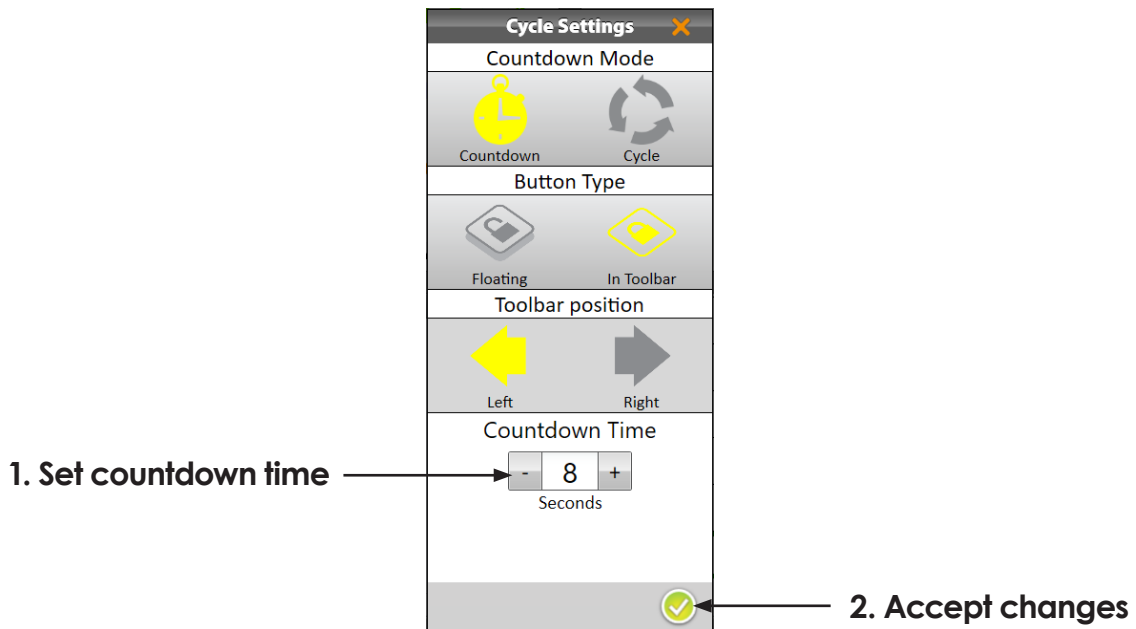 Cycle Settings
Countdown Mode
Countdown Cycle
Button Type
Floating In Toolbar
Toolbar position
Left Right
Countdown Time
1. Set countdown time
- 8 +
Seconds
2. Accept changes